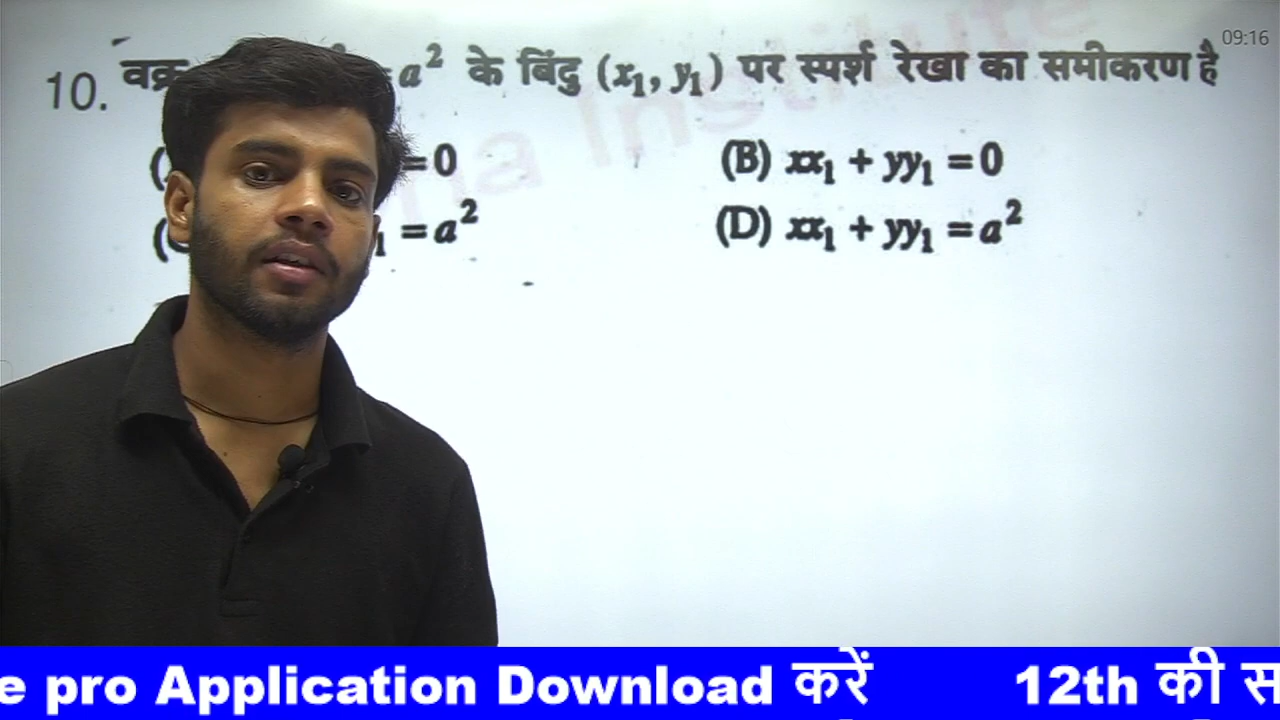 09:16
10. वक्र a² के बिंदु (x₁, y₁) पर स्पर्श रेखा का समीकरण है
=0 (B) xx₁ + yy₁ = 0
₁ = a² (D) xx₁ + yy₁ = a²
e pro Application Download करें 12th की स